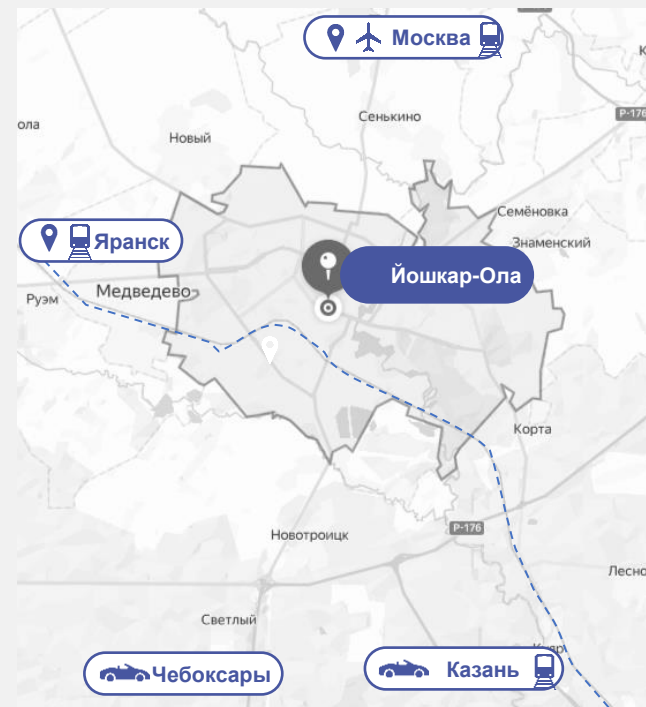 Москва
К
Р-176
Сенькино
ола
Новый
Семёновка
Яранск
Знаменский
Йошкар-Ола
Руэм
Медведево
Корта
Р-176
Новотроицк
Лесно
Светлый
Чебоксары
Казань